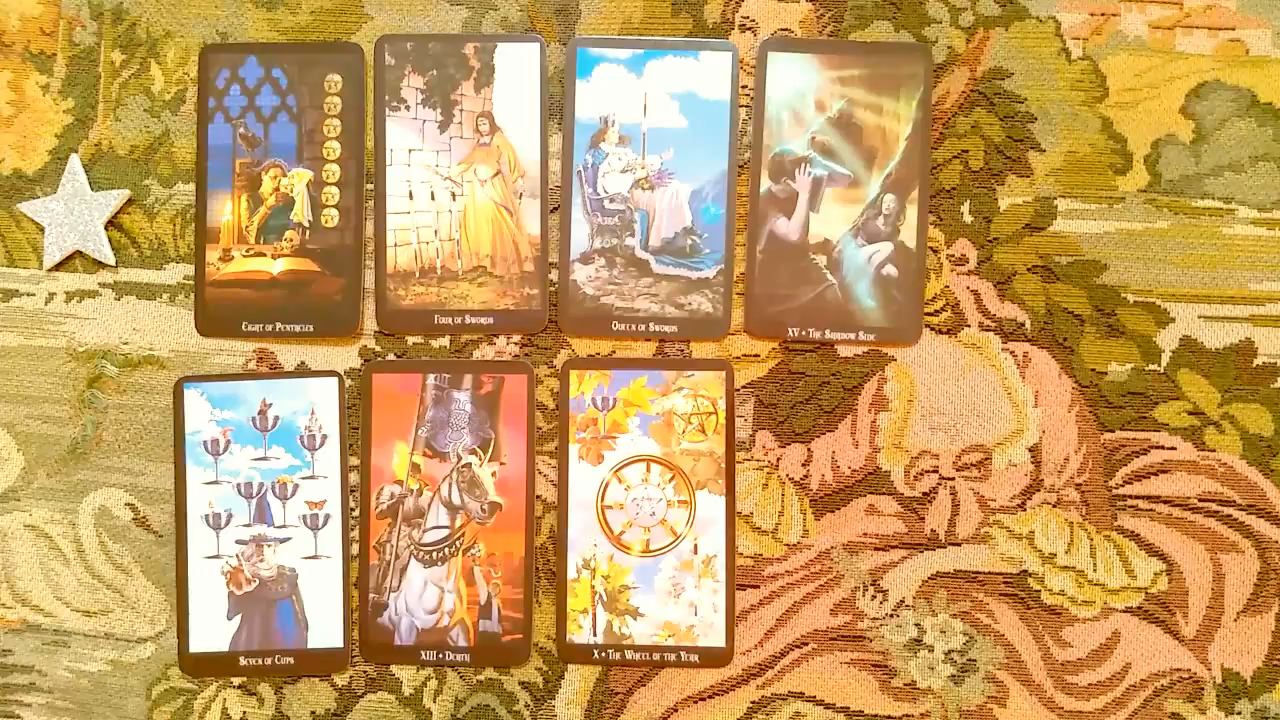 Eight of Pentacles
Four of Swords
Queen of Swords
XV • The Shadow Side
Seven of Cups
XIII
XIII • Death
X • The Wheel of the Year